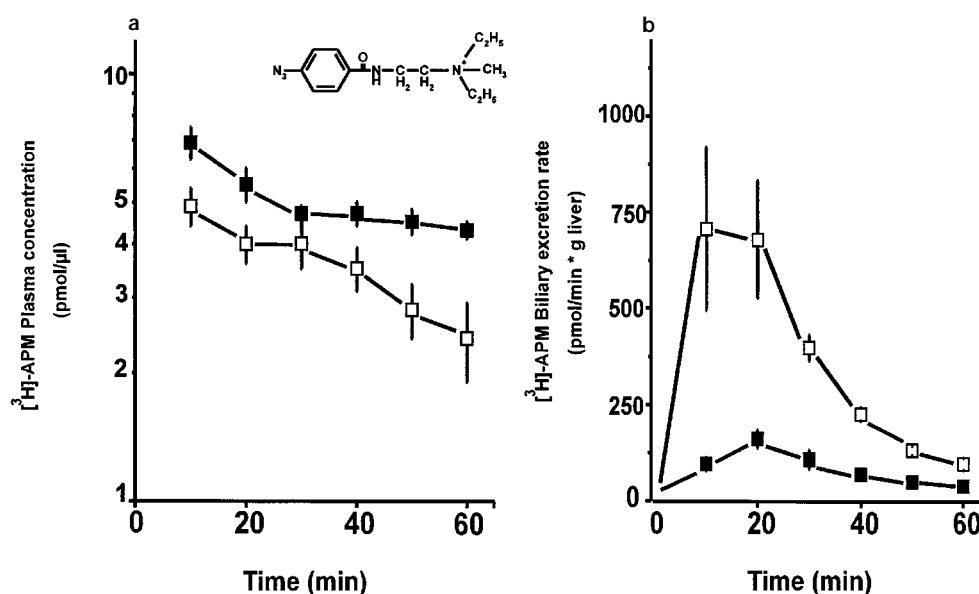 a
b
C₂H₅
O
N₃
C-N-C-C-N⁺-CH₃
H H₂ H₂
C₂H₅
10
5
4
3
2
1
[³H]-APM Plasma concentration
(pmol/µl)
0 20 40 60
Time (min)
1000
750
500
250
0
[³H]-APM Biliary excretion rate
(pmol/min * g liver)
0 20 40 60
Time (min)